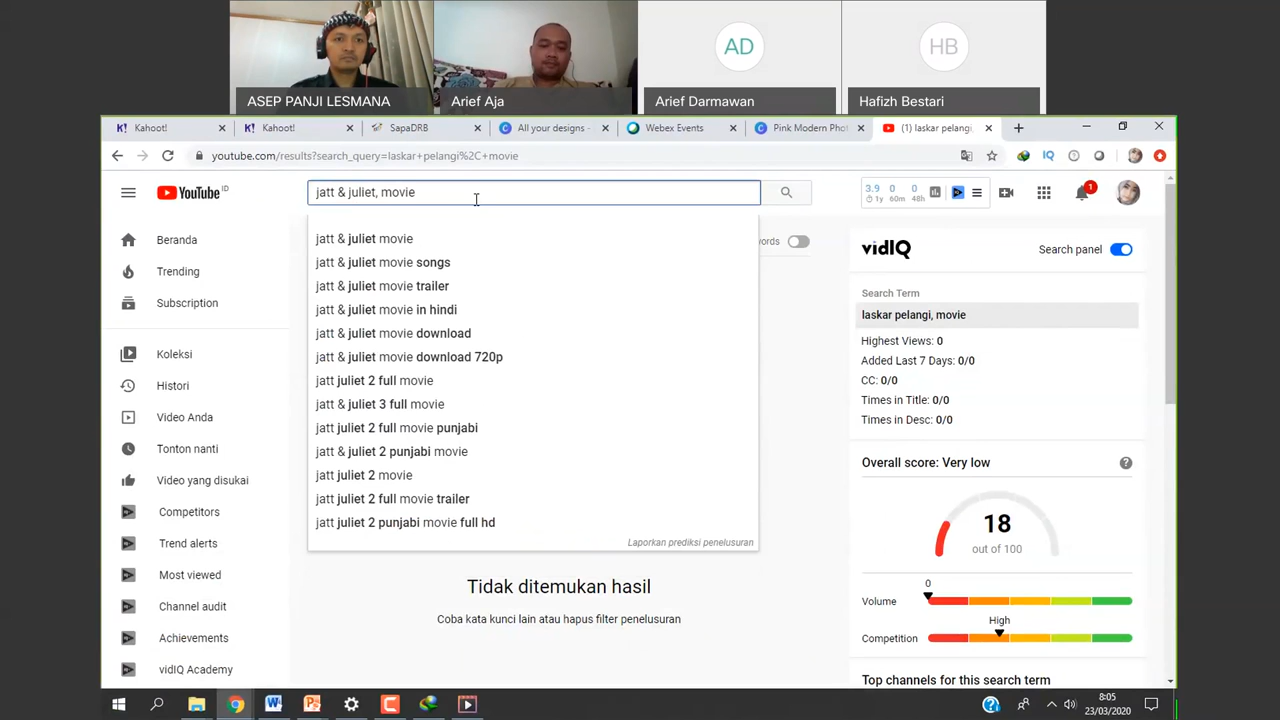 AD
HB
ASEP PANJI LESMANA
Arief Aja
Arief Darmawan
Hafizh Bestari
K! Kahoot!
K! Kahoot!
SapaDRB
All your designs -
Webex Events
Pink Modern Phot
(1) laskar pelangi,
youtube.com/results?search_query=laskar+pelangi%2C+movie
IQ
YouTube ID
jatt & juliet, movie
3.9 0 0
1y 60m 48h
1
Beranda
Trending
Subscription
Koleksi
Histori
Video Anda
Tonton nanti
Video yang disukai
Competitors
Trend alerts
Most viewed
Channel audit
Achievements
vidIQ Academy
jatt & juliet movie
jatt & juliet movie songs
jatt & juliet movie trailer
jatt & juliet movie in hindi
jatt & juliet movie download
jatt & juliet movie download 720p
jatt juliet 2 full movie
jatt & juliet 3 full movie
jatt juliet 2 full movie punjabi
jatt & juliet 2 punjabi movie
jatt juliet 2 movie
jatt juliet 2 full movie trailer
jatt juliet 2 punjabi movie full hd
Laporkan prediksi penelusuran
Tidak ditemukan hasil
Coba kata kunci lain atau hapus filter penelusuran
vidIQ
Search panel
Search Term
laskar pelangi, movie
Highest Views: 0
Added Last 7 Days: 0/0
CC: 0/0
Times in Title: 0/0
Times in Desc: 0/0
Overall score: Very low
18
out of 100
0
Volume
High
Competition
Top channels for this search term
8:05
23/03/2020